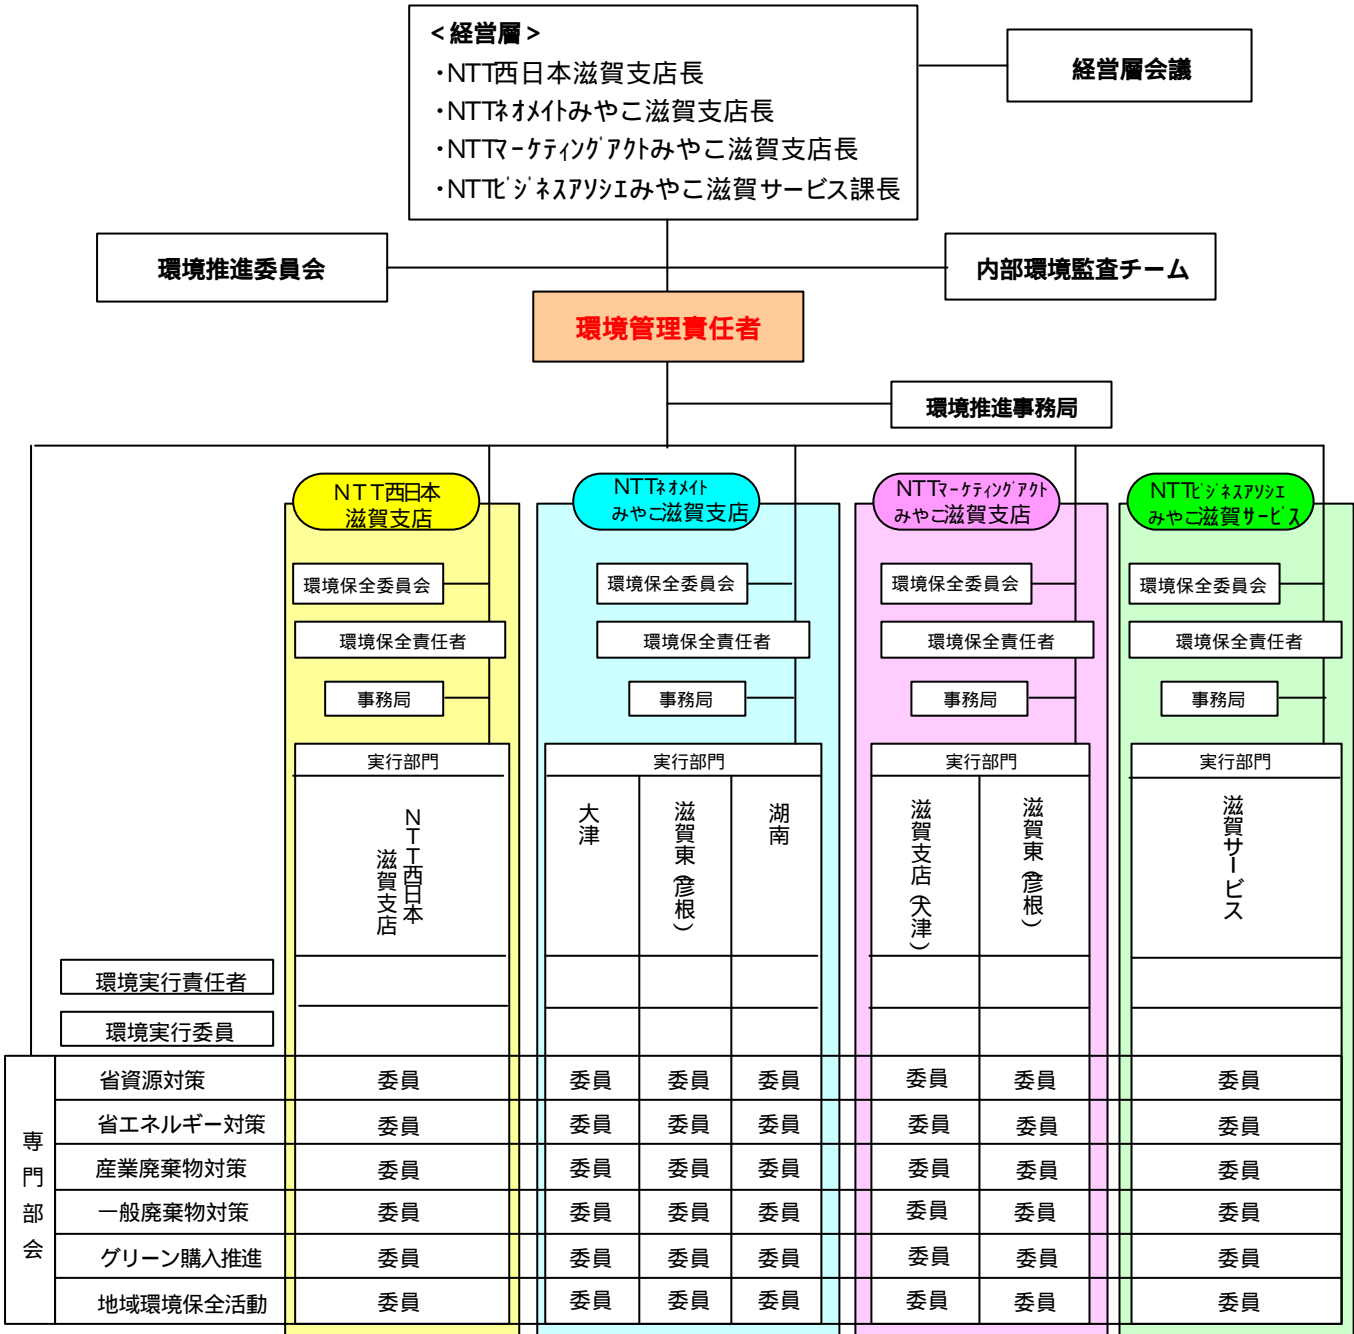 <経営層>
・NTT西日本滋賀支店長
・NTTネオメイトみやこ滋賀支店長
・NTTマーケティングアクトみやこ滋賀支店長
・NTTビジネスアソシエみやこ滋賀サービス課長
経営層会議
環境推進委員会
内部環境監査チーム
環境管理責任者
環境推進事務局
NTT西日本
滋賀支店
NTTネオメイト
みやこ滋賀支店
NTTマーケティングアクト
みやこ滋賀支店
NTTビジネスアソシエ
みやこ滋賀サービス
環境保全委員会 環境保全委員会 環境保全委員会 環境保全委員会
環境保全責任者 環境保全責任者 環境保全責任者 環境保全責任者
事務局 事務局 事務局 事務局
実行部門 実行部門 実行部門 実行部門
NTT西日本
滋賀支店
大津
滋賀東(彦根)
湖南
滋賀支店(大津)
滋賀東(彦根)
滋賀サービス
環境実行責任者
環境実行委員
専門部会
省資源対策 委員 委員 委員 委員 委員 委員 委員
省エネルギー対策 委員 委員 委員 委員 委員 委員 委員
産業廃棄物対策 委員 委員 委員 委員 委員 委員 委員
一般廃棄物対策 委員 委員 委員 委員 委員 委員 委員
グリーン購入推進 委員 委員 委員 委員 委員 委員 委員
地域環境保全活動 委員 委員 委員 委員 委員 委員 委員